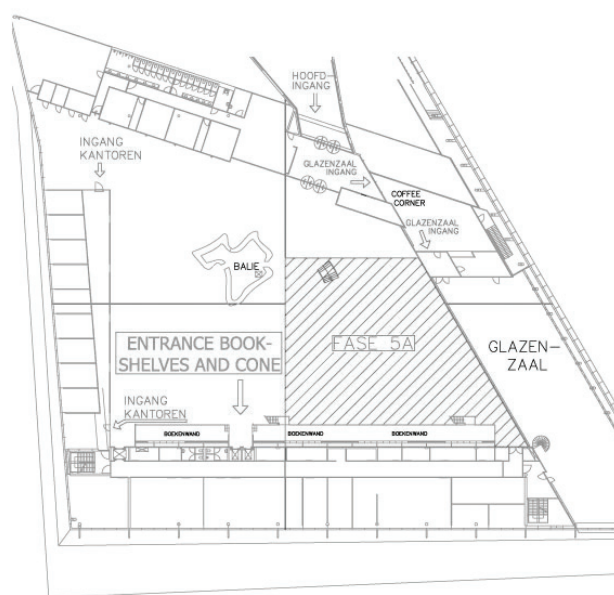 HOOFD-
INGANG
INGANG
KANTOREN
GLAZENZAAL
INGANG
COFFEE
CORNER
GLAZENZAAL
INGANG
BALIE
ENTRANCE BOOK-
SHELVES AND CONE
FASE 5A
GLAZEN-
ZAAL
INGANG
KANTOREN
BOEKENWAND
BOEKENWAND
BOEKENWAND